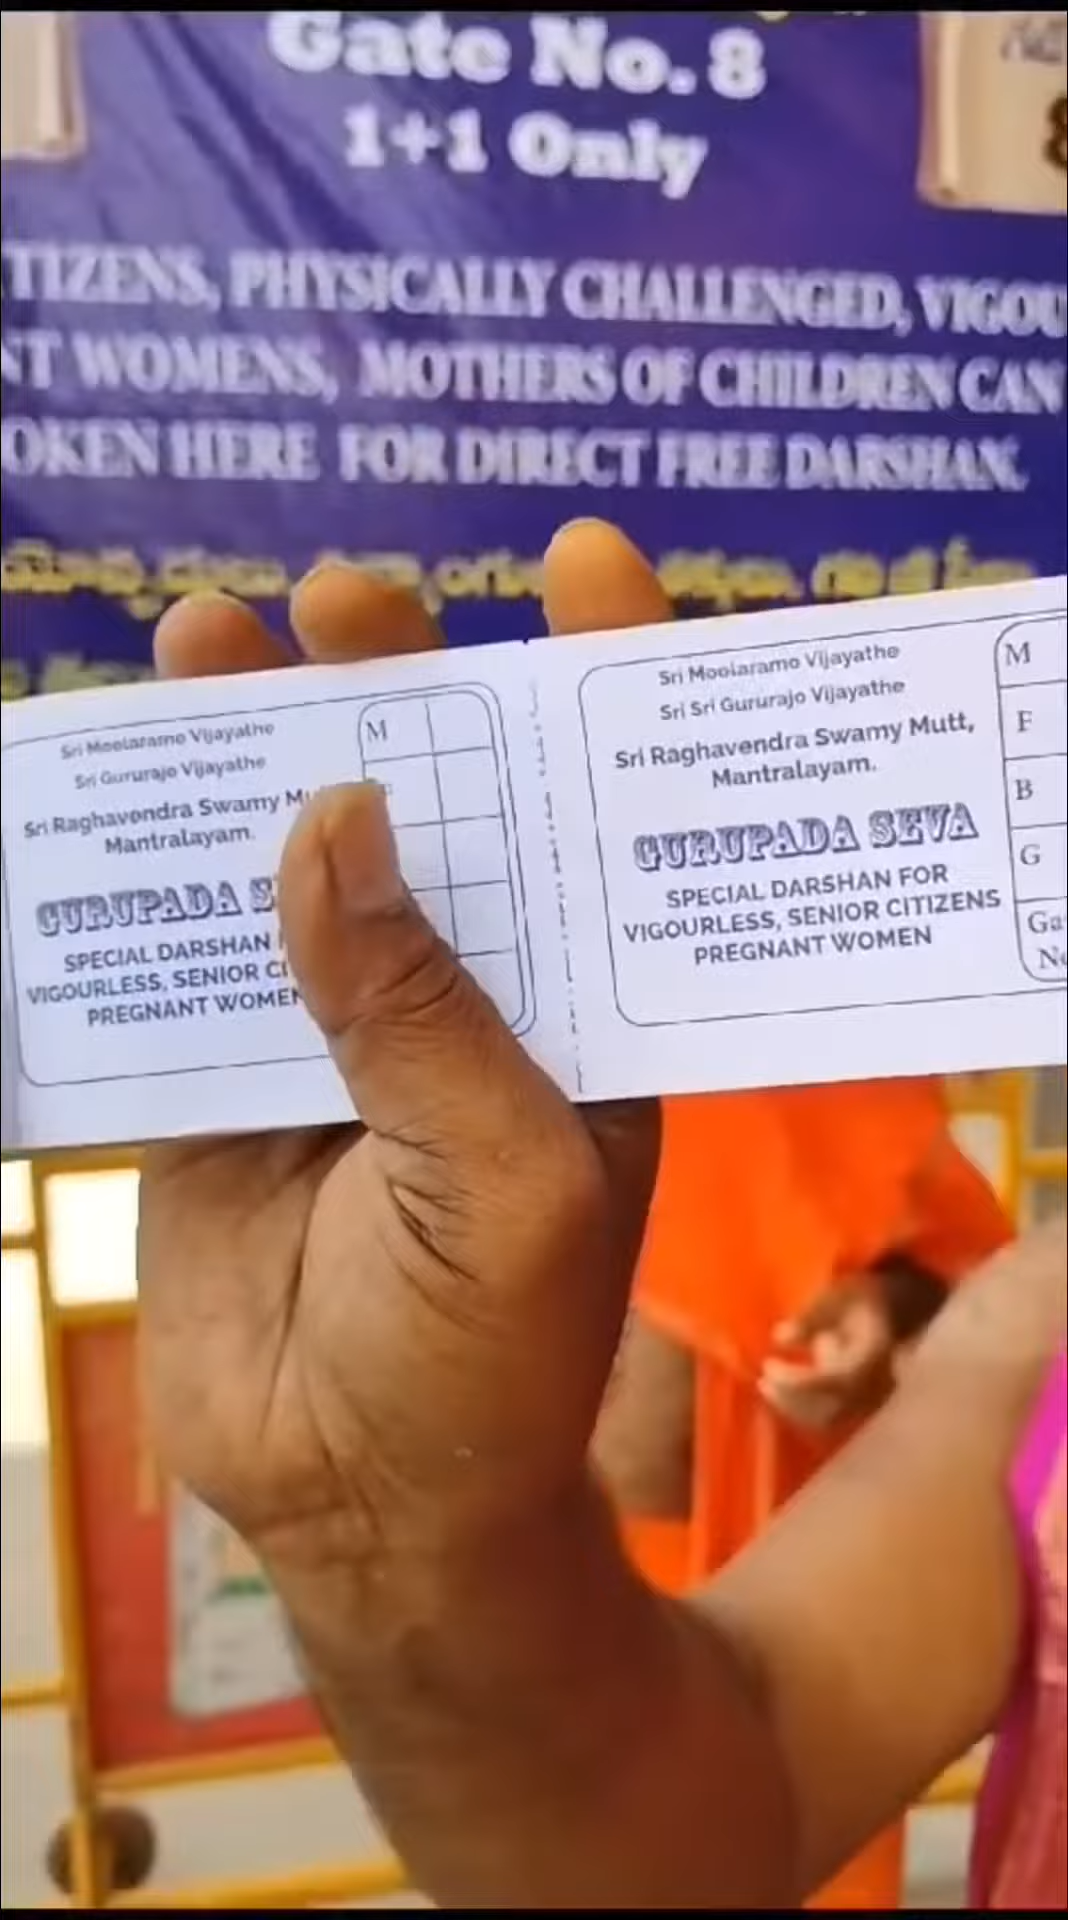 Gate No. 8
1+1 Only
TIZENS, PHYSICALLY CHALLENGED, VIGOU
NT WOMENS, MOTHERS OF CHILDREN CAN
OKEN HERE FOR DIRECT FREE DARSHAN.
Sri Moolaramo Vijayathe
Sri Gururajo Vijayathe
Sri Raghavendra Swamy Mu
Mantralayam.
GURUPADA S
SPECIAL DARSHAN
VIGOURLESS, SENIOR CI
PREGNANT WOMEN
M
Sri Moolaramo Vijayathe
Sri Sri Gururajo Vijayathe
Sri Raghavendra Swamy Mutt,
Mantralayam.
GURUPADA SEVA
SPECIAL DARSHAN FOR
VIGOURLESS, SENIOR CITIZENS
PREGNANT WOMEN
M
F
B
G
Ga
No